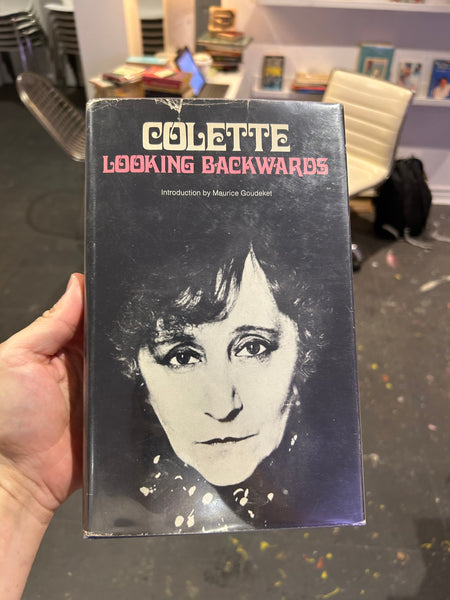 COLETTE
LOOKING BACKWARDS
Introduction by Maurice Goudeket